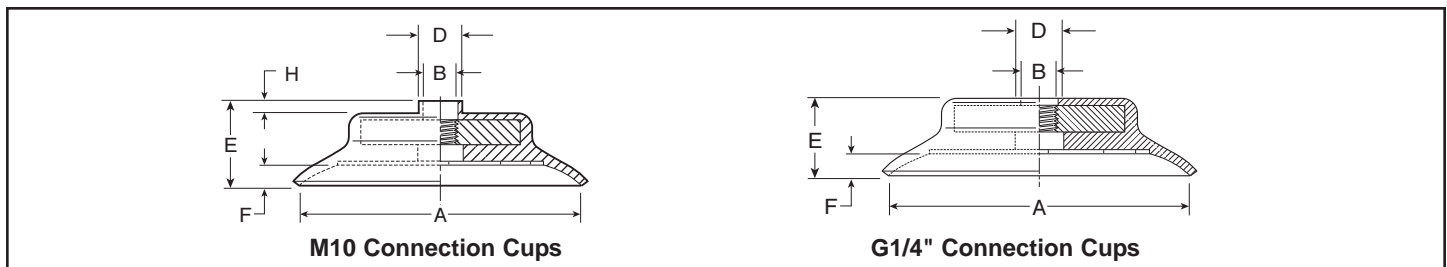 D
B
H
E
F
A
M10 Connection Cups
D
B
E
F
A
G1/4" Connection Cups